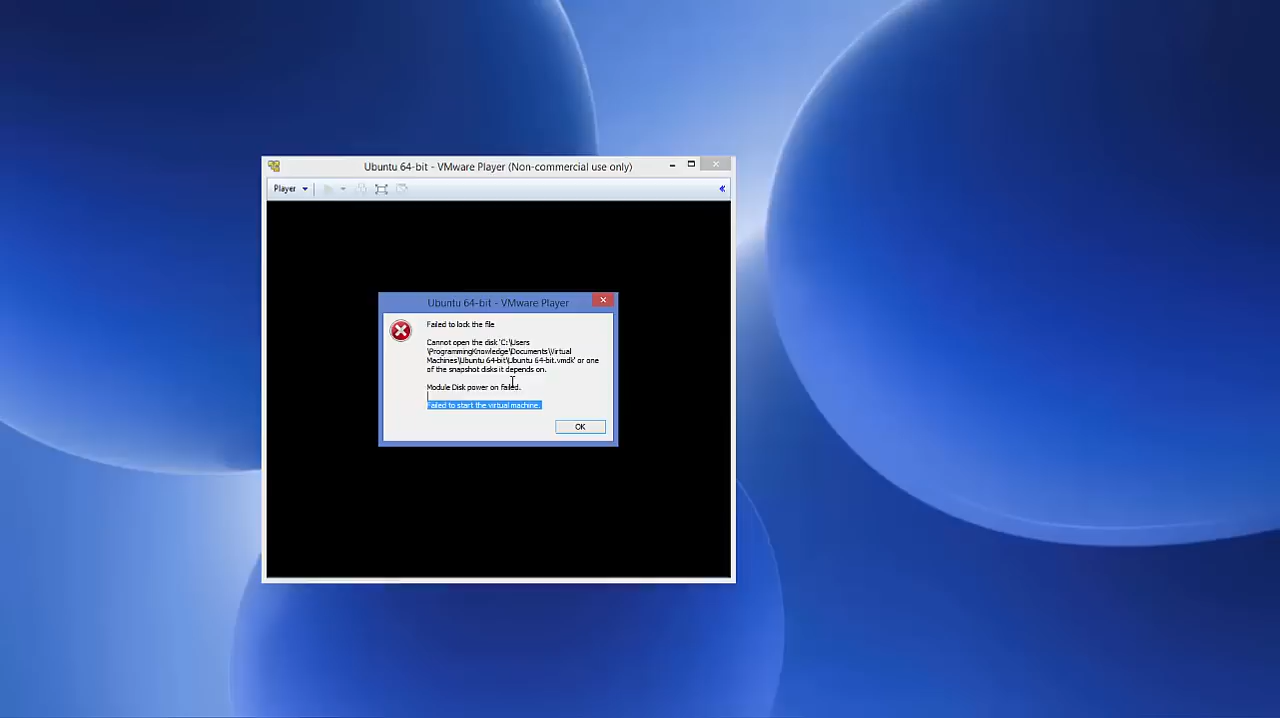 Ubuntu 64-bit - VMware Player (Non-commercial use only)
Player
Ubuntu 64-bit - VMware Player
Failed to lock the file
Cannot open the disk 'C:\Users
\ProgrammingKnowledge\Documents\Virtual
Machines\Ubuntu 64-bit\Ubuntu 64-bit.vmdk' or one
of the snapshot disks it depends on.
Module Disk power on failed.
Failed to start the virtual machine.
OK